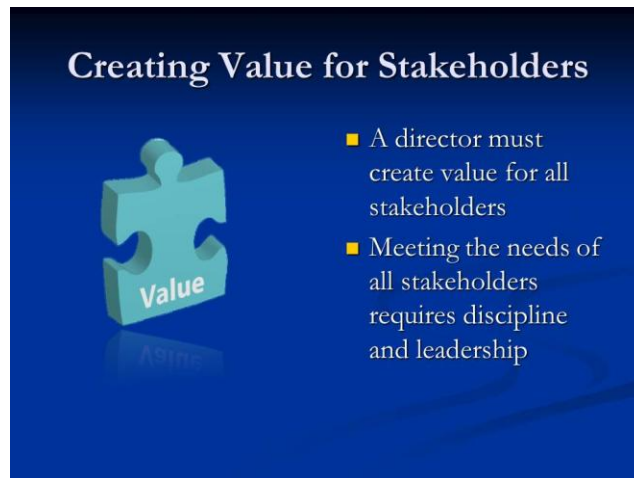 Creating Value for Stakeholders
A director must
create value for all
stakeholders
Meeting the needs of
all stakeholders
requires discipline
and leadership
Value